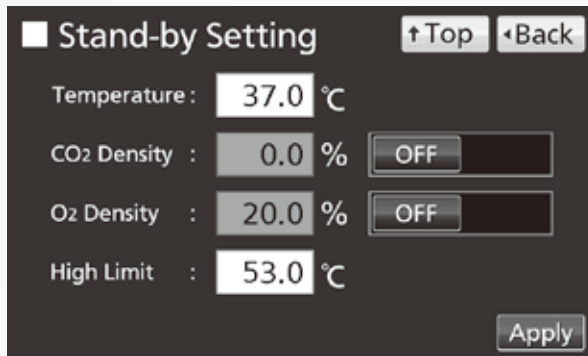 Stand-by Setting ↑Top ◂Back
Temperature: 37.0 ℃
CO2 Density : 0.0 % OFF
O2 Density : 20.0 % OFF
High Limit : 53.0 ℃
Apply